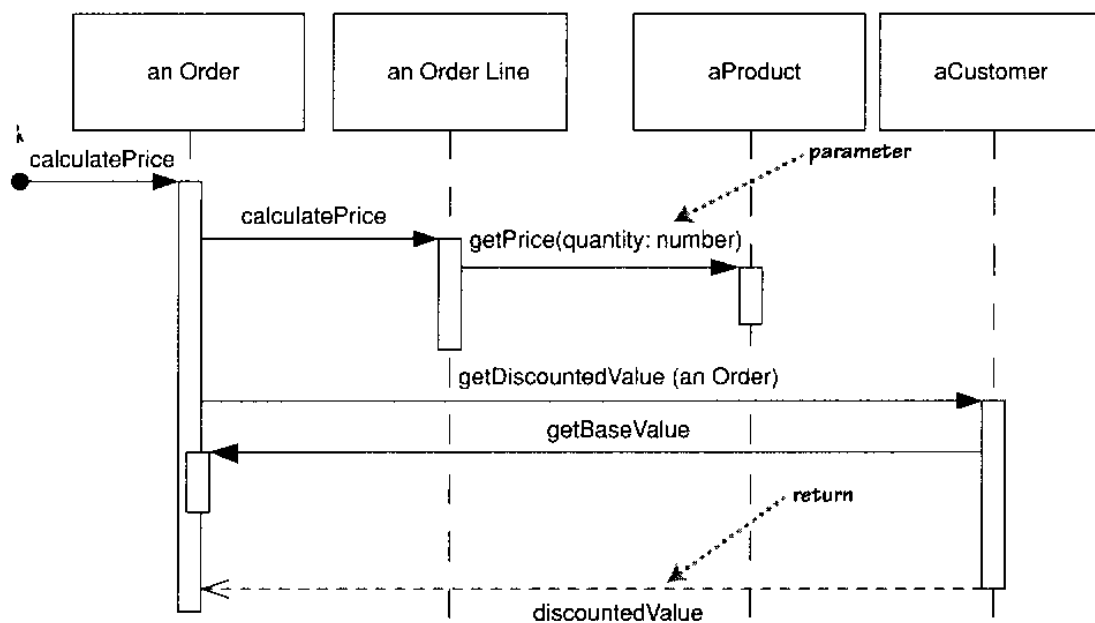 an Order
an Order Line
aProduct
aCustomer
calculatePrice
parameter
calculatePrice
getPrice(quantity: number)
getDiscountedValue (an Order)
getBaseValue
return
discountedValue